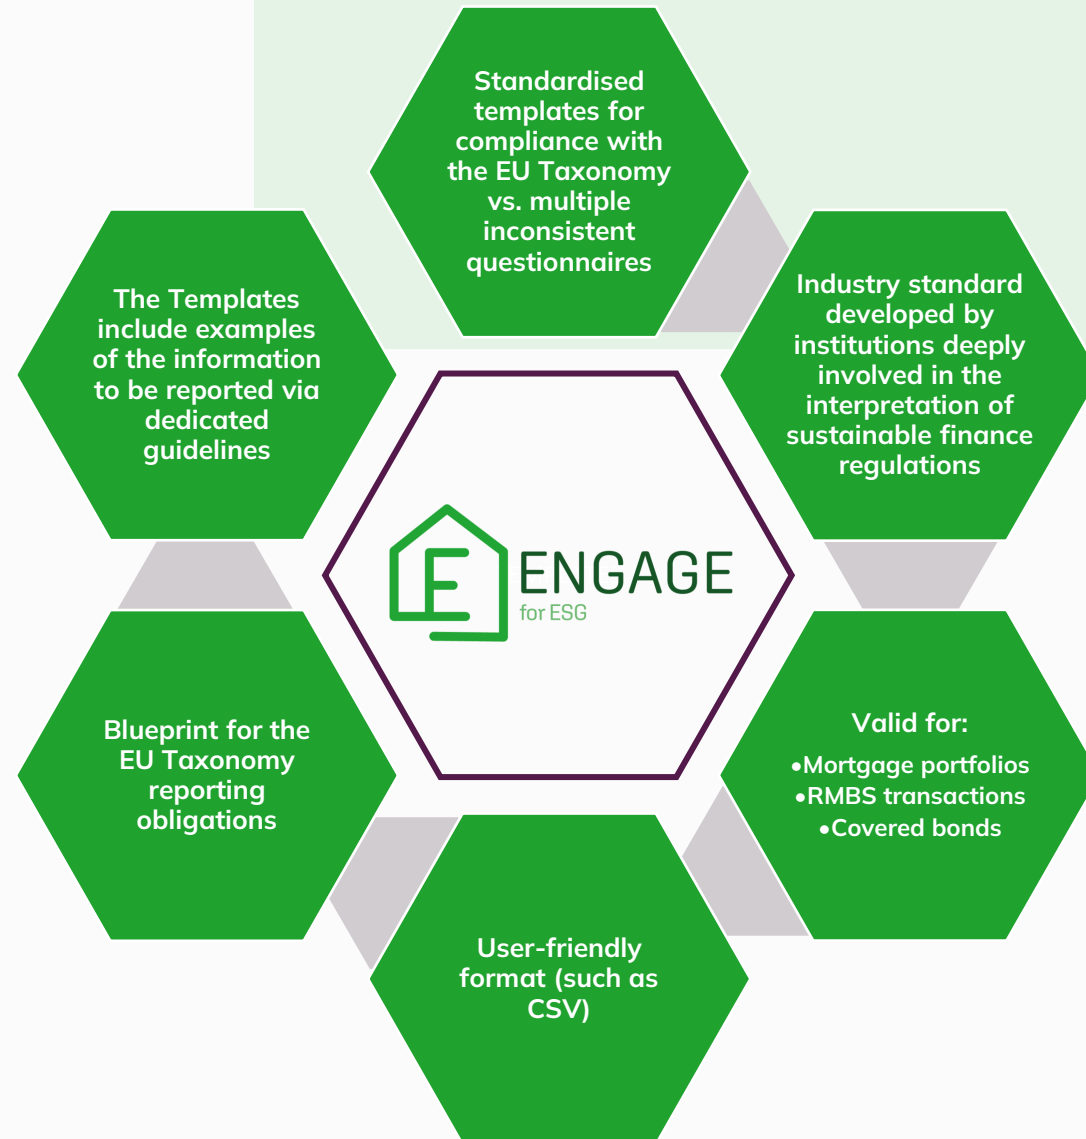 Standardised
templates for
compliance with
the EU Taxonomy
vs. multiple
inconsistent
questionnaires
Industry standard
developed by
institutions deeply
involved in the
interpretation of
sustainable finance
regulations
Valid for:
•Mortgage portfolios
•RMBS transactions
•Covered bonds
User-friendly
format (such as
CSV)
Blueprint for the
EU Taxonomy
reporting
obligations
The Templates
include examples
of the information
to be reported via
dedicated
guidelines
E ENGAGE
for ESG